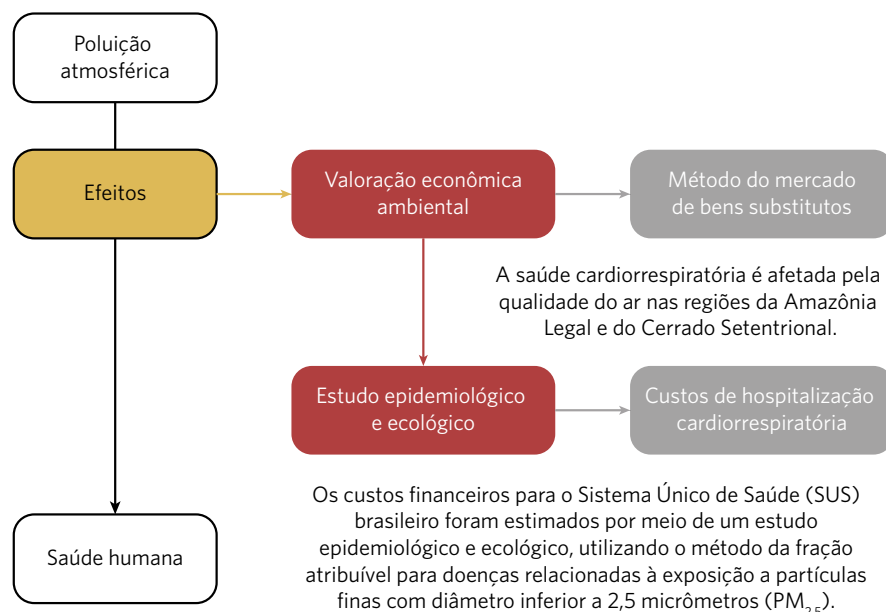 Poluição
atmosférica
Efeitos
Valoração econômica
ambiental
Método do mercado
de bens substitutos
A saúde cardiorrespiratória é afetada pela
qualidade do ar nas regiões da Amazônia
Legal e do Cerrado Setentrional.
Estudo epidemiológico
e ecológico
Custos de hospitalização
cardiorrespiratória
Os custos financeiros para o Sistema Único de Saúde (SUS)
brasileiro foram estimados por meio de um estudo
epidemiológico e ecológico, utilizando o método da fração
atribuível para doenças relacionadas à exposição a partículas
finas com diâmetro inferior a 2,5 micrômetros (PM2,5).
Saúde humana